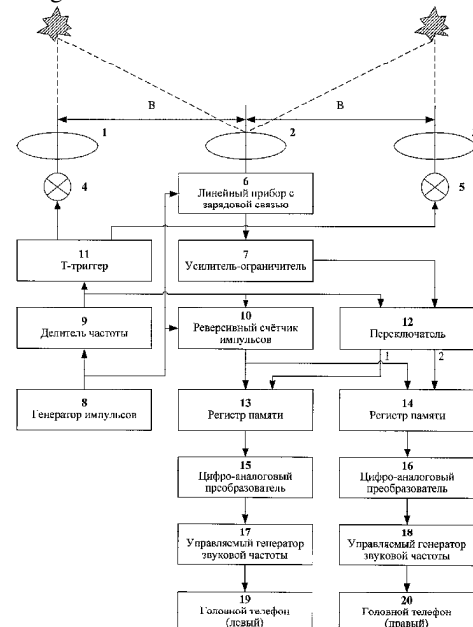 B B
1 2
4 5
6
Линейный прибор с
зарядовой связью
11
Т-триггер
7
Усилитель-ограничитель
9
Делитель частоты
10
Реверсивный счётчик
импульсов
12
Переключатель
1 2
8
Генератор импульсов
13
Регистр памяти
14
Регистр памяти
15
Цифро-аналоговый
преобразователь
16
Цифро-аналоговый
преобразователь
17
Управляемый генератор
звуковой частоты
18
Управляемый генератор
звуковой частоты
19
Головной телефон
(левый)
20
Головной телефон
(правый)